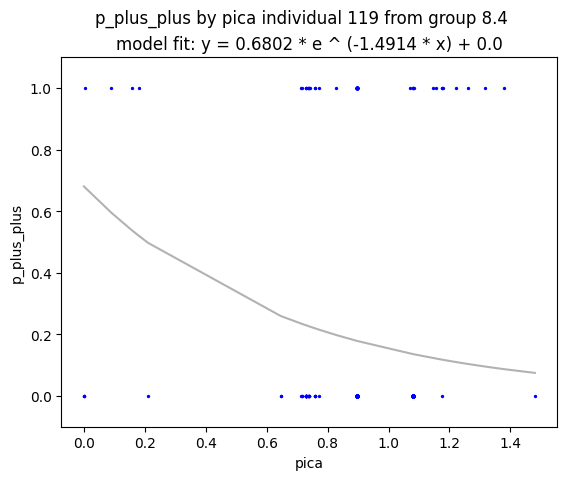 p_plus_plus by pica individual 119 from group 8.4
model fit: y = 0.6802 * e ^ (-1.4914 * x) + 0.0
1.0
0.8
0.6
0.4
0.2
0.0
p_plus_plus
0.0 0.2 0.4 0.6 0.8 1.0 1.2 1.4
pica